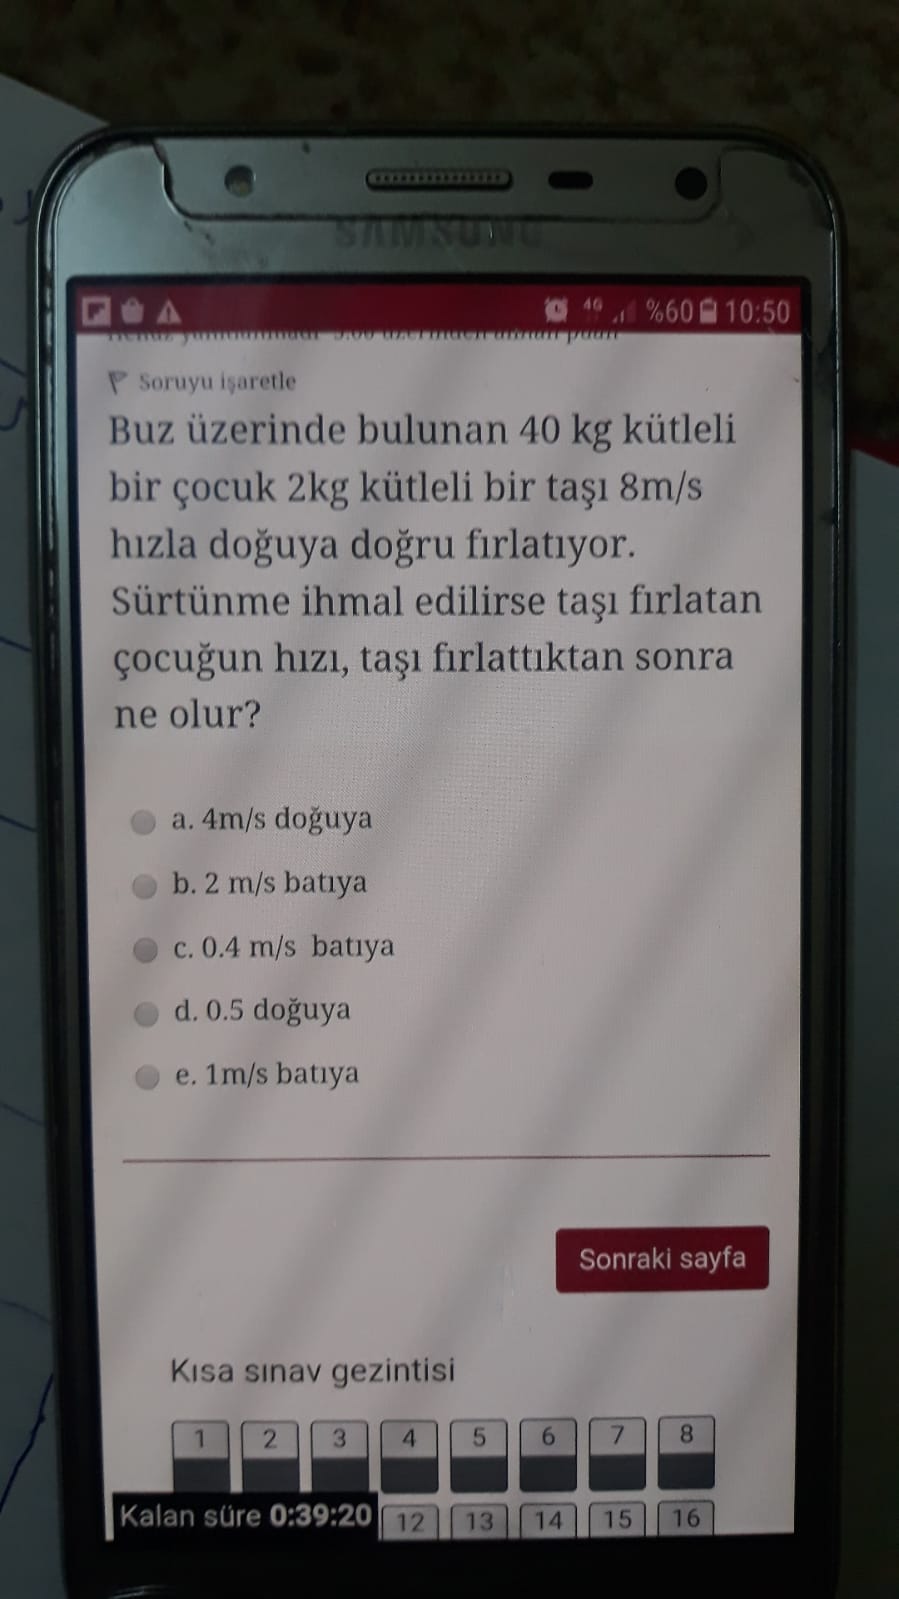 SAMSUNG
4G %60 10:50
Soruyu işaretle
Buz üzerinde bulunan 40 kg kütleli
bir çocuk 2kg kütleli bir taşı 8m/s
hızla doğuya doğru fırlatıyor.
Sürtünme ihmal edilirse taşı fırlatan
çocuğun hızı, taşı fırlattıktan sonra
ne olur?
a. 4m/s doğuya
b. 2 m/s batıya
c. 0.4 m/s batıya
d. 0.5 doğuya
e. 1m/s batıya
Sonraki sayfa
Kısa sınav gezintisi
1 2 3 4 5 6 7 8
Kalan süre 0:39:20 12 13 14 15 16